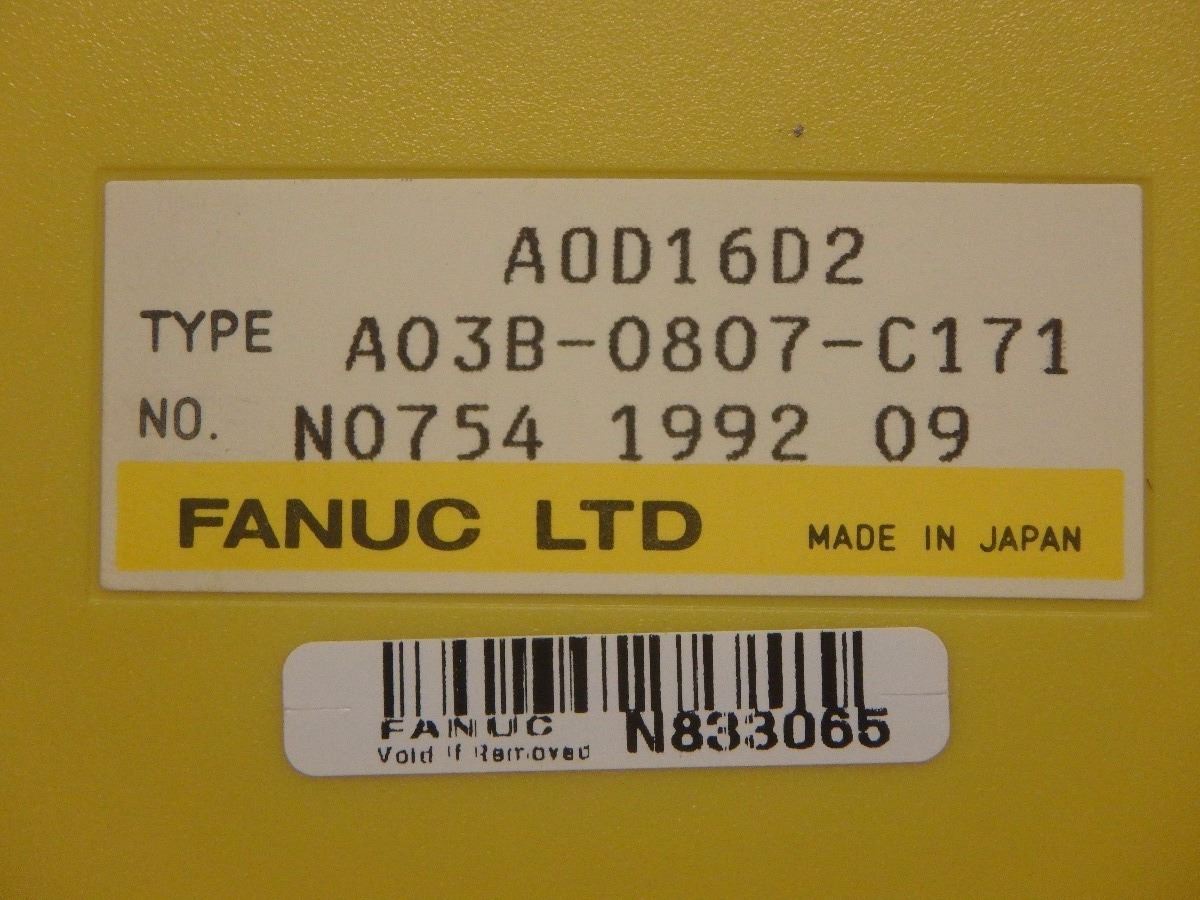 A0D16D2
TYPE A03B-0807-C171
NO. N0754 1992 09
FANUC LTD MADE IN JAPAN
FANUC N833065
Void If Removed